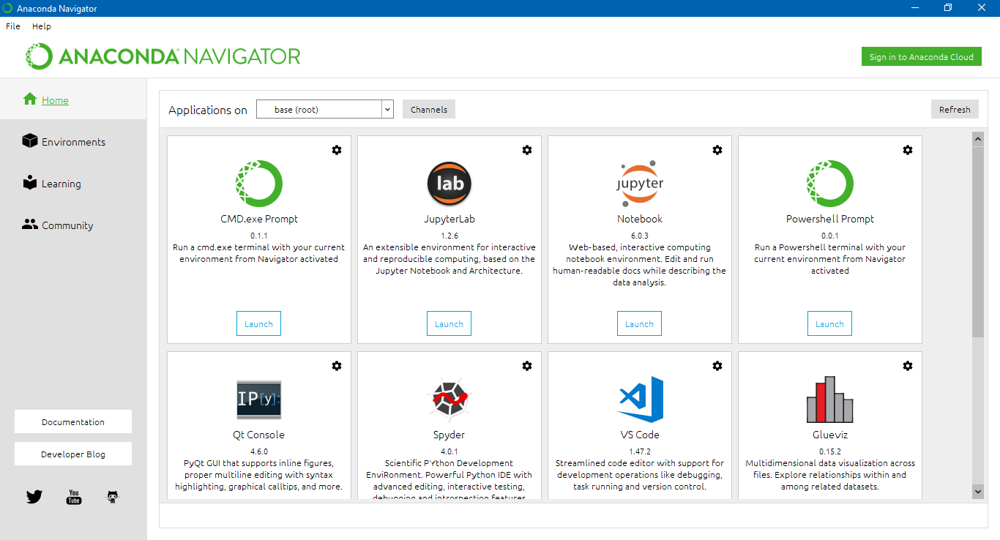 Anaconda Navigator
File Help
ANACONDA NAVIGATOR
Sign in to Anaconda Cloud
Home
Environments
Learning
Community
Documentation
Developer Blog
You
Tube
Applications on
base (root)
Channels
Refresh
CMD.exe Prompt
0.1.1
Run a cmd.exe terminal with your current
environment from Navigator activated
Launch
lab
JupyterLab
1.2.6
An extensible environment for interactive
and reproducible computing, based on the
Jupyter Notebook and Architecture.
Launch
jupyter
Notebook
6.0.3
Web-based, interactive computing
notebook environment. Edit and run
human-readable docs while describing the
data analysis.
Launch
Powershell Prompt
0.0.1
Run a Powershell terminal with your
current environment from Navigator
activated
Launch
IP[y]:
Qt Console
4.6.0
PyQt GUI that supports inline figures,
proper multiline editing with syntax
highlighting, graphical calltips, and more.
Spyder
4.0.1
Scientific PYthon Development
EnviRonment. Powerful Python IDE with
advanced editing, interactive testing,
debugging and introspection features
VS Code
1.47.2
Streamlined code editor with support for
development operations like debugging,
task running and version control.
Glueviz
0.15.2
Multidimensional data visualization across
files. Explore relationships within and
among related datasets.